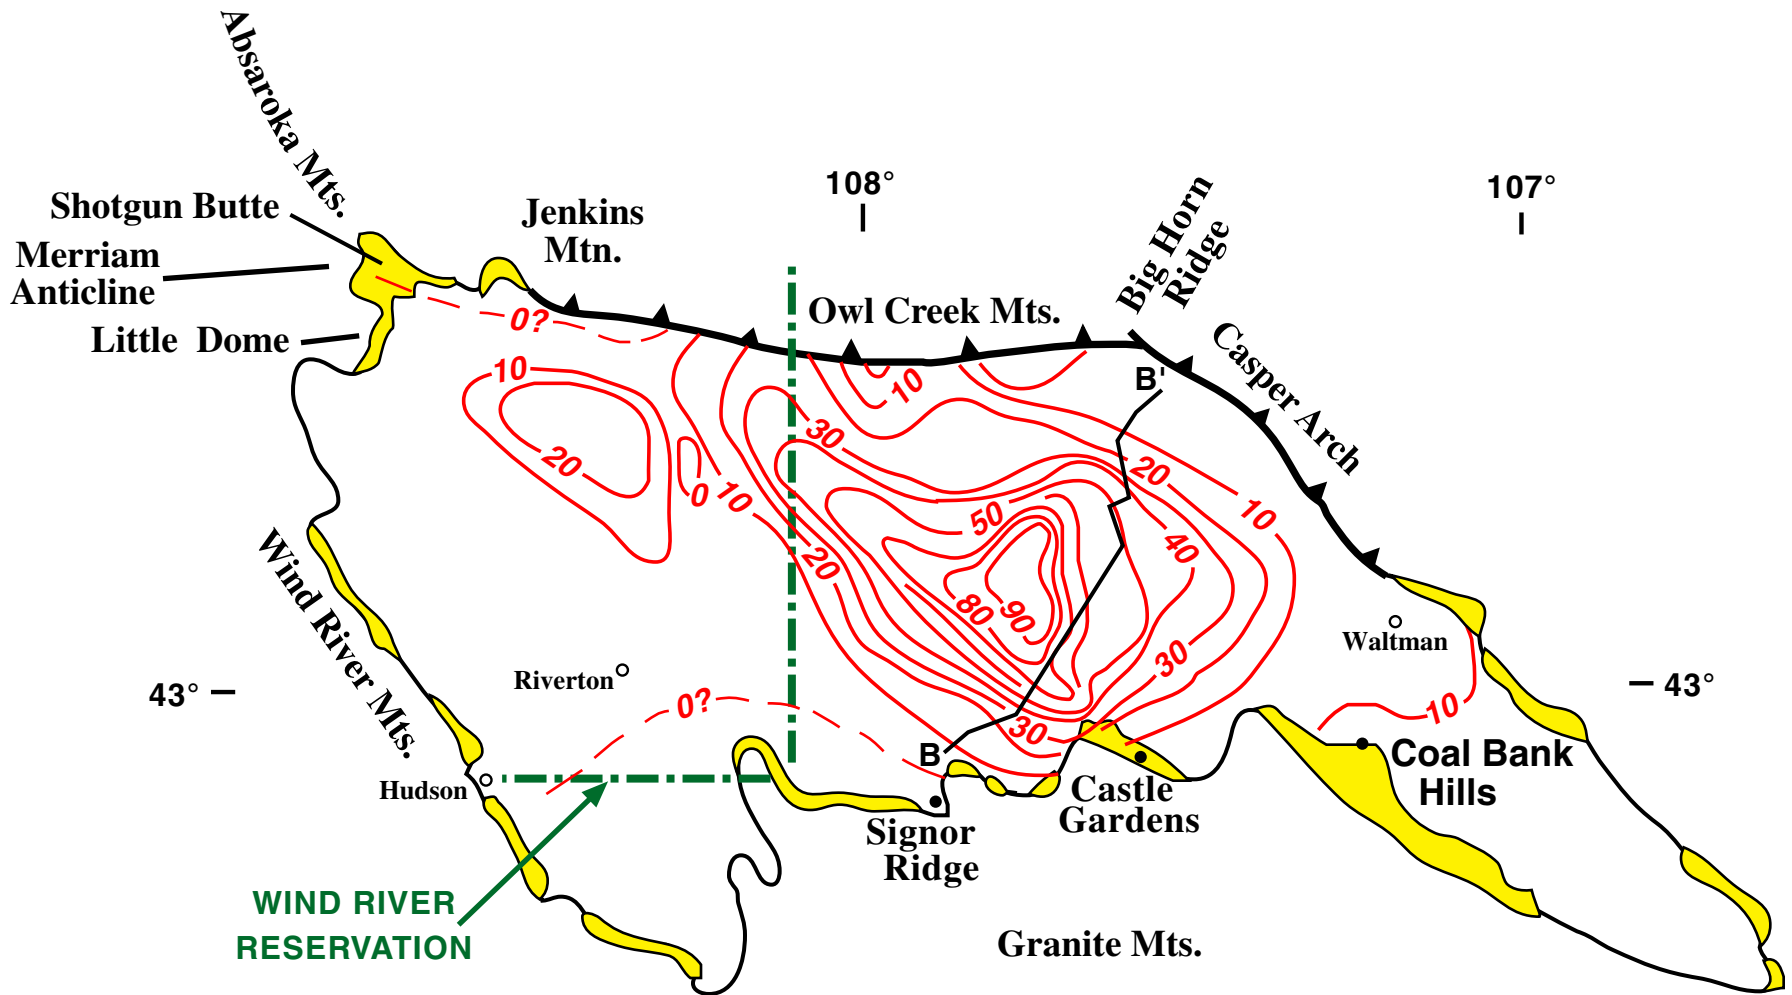 Absaroka Mts.
Shotgun Butte
Merriam
Anticline
Little Dome
Jenkins
Mtn.
108°
107°
Big Horn
Ridge
Owl Creek Mts.
Casper Arch
0?
10
20
0
10
20
30
10
B'
20
10
50
40
80
90
30
30
10
Waltman
43°
43°
Wind River Mts.
Riverton
0?
B
Hudson
Coal Bank
Hills
Castle
Gardens
Signor
Ridge
WIND RIVER
RESERVATION
Granite Mts.